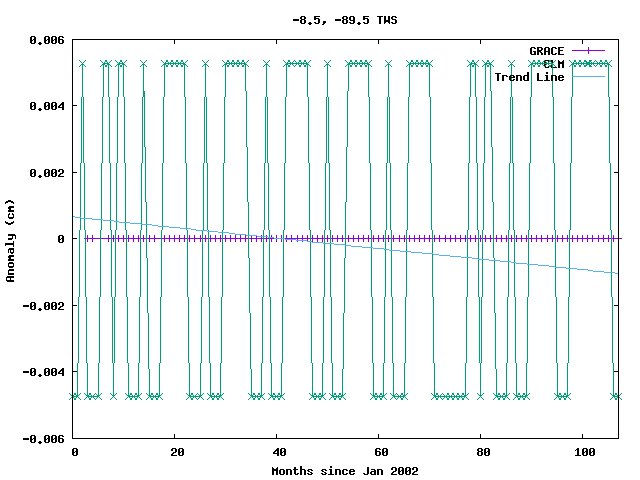 -8.5, -89.5 TWS
GRACE
CLM
Trend Line
0.006
0.004
0.002
0
-0.002
-0.004
-0.006
Anomaly (cm)
0 20 40 60 80 100
Months since Jan 2002